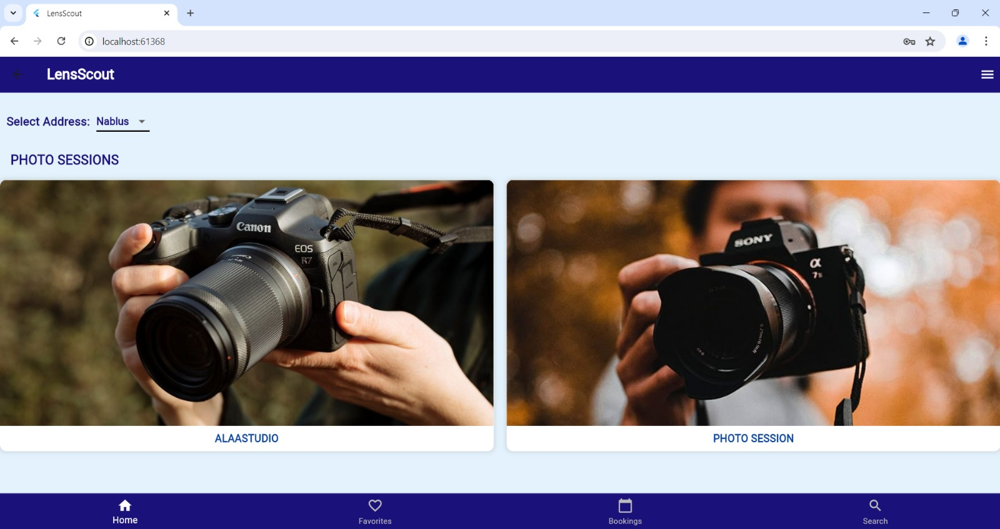 LensScout
localhost:61368
LensScout
Select Address: Nablus
PHOTO SESSIONS
Canon
EOS
R7
SONY
α
7
ALAASTUDIO
PHOTO SESSION
Home
Favorites
Bookings
Search